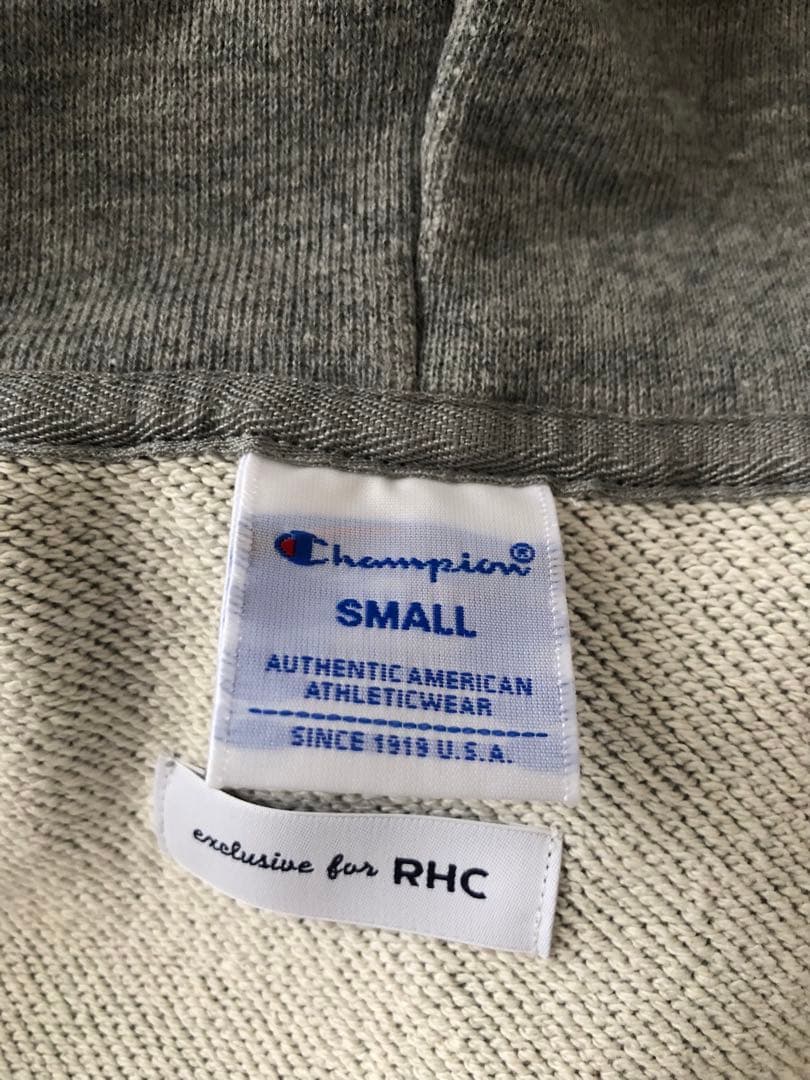 Champion®
SMALL
AUTHENTIC AMERICAN
ATHLETICWEAR
SINCE 1919 U.S.A.
exclusive for RHC